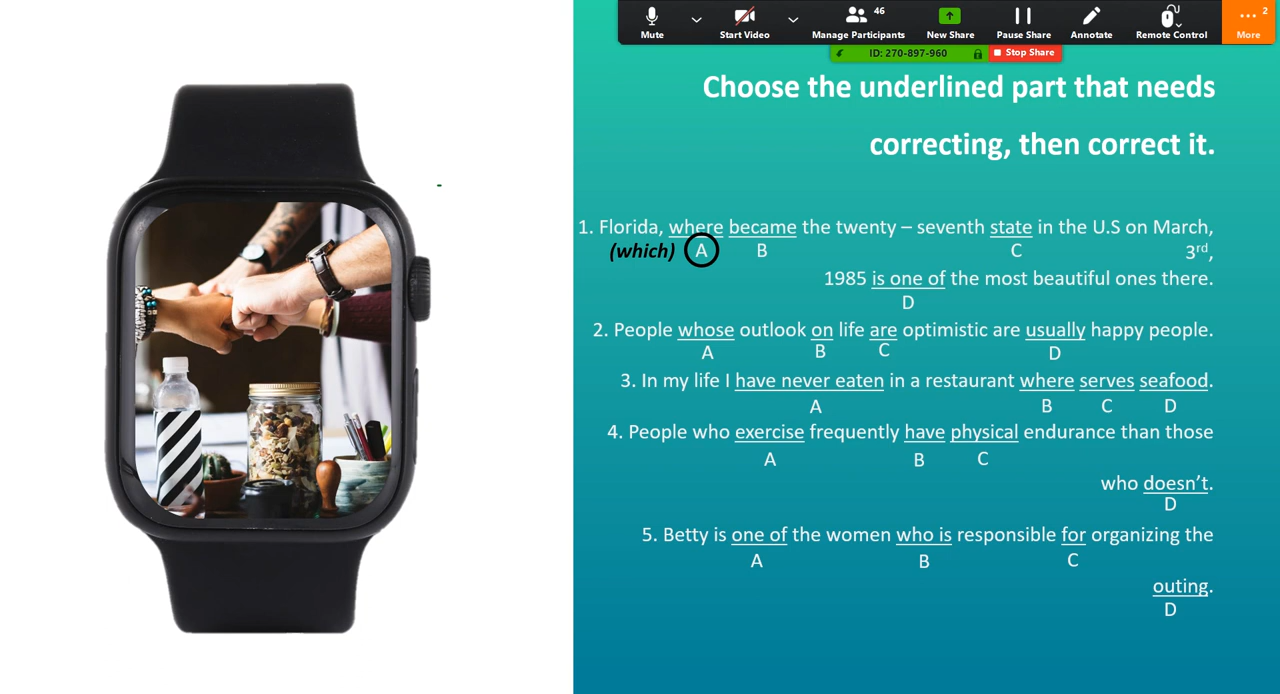 Mute Start Video Manage Participants 46 New Share Pause Share Annotate Remote Control More 2
ID: 270-897-960 Stop Share
Choose the underlined part that needs
correcting, then correct it.
1. Florida, where became the twenty – seventh state in the U.S on March,
(which) A B C 3rd,
1985 is one of the most beautiful ones there.
D
2. People whose outlook on life are optimistic are usually happy people.
A B C D
3. In my life I have never eaten in a restaurant where serves seafood.
A B C D
4. People who exercise frequently have physical endurance than those
A B C
who doesn’t.
D
5. Betty is one of the women who is responsible for organizing the
A B C
outing.
D